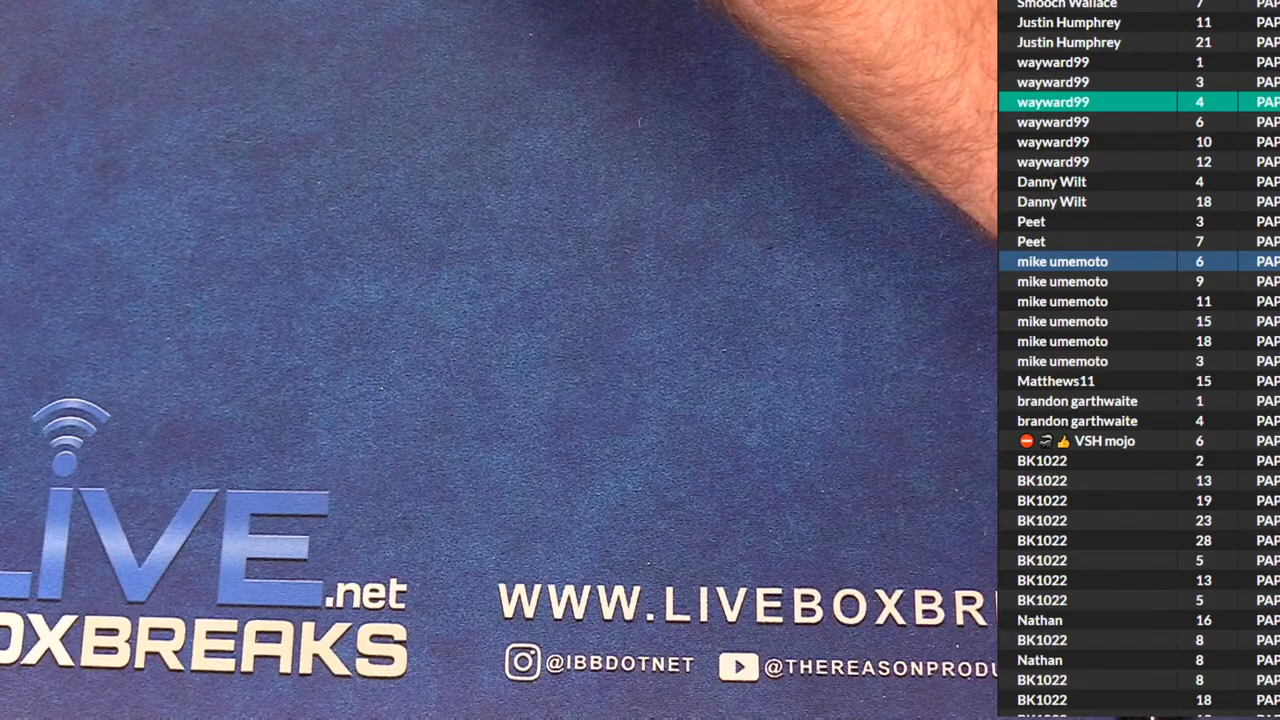 Smooch Wallace 7
Justin Humphrey 11 PAP
Justin Humphrey 21 PAP
wayward99 1 PAP
wayward99 3 PAP
wayward99 4 PAP
wayward99 6 PAP
wayward99 10 PAP
wayward99 12 PAP
Danny Wilt 4 PAP
Danny Wilt 18 PAP
Peet 3 PAP
Peet 7 PAP
mike umemoto 6 PAP
mike umemoto 9 PAP
mike umemoto 11 PAP
mike umemoto 15 PAP
mike umemoto 18 PAP
mike umemoto 3 PAP
Matthews11 15 PAP
brandon garthwaite 1 PAP
brandon garthwaite 4 PAP
⛔ 👍 VSH mojo 6 PAP
BK1022 2 PAP
BK1022 13 PAP
BK1022 19 PAP
BK1022 23 PAP
BK1022 28 PAP
BK1022 5 PAP
BK1022 13 PAP
BK1022 5 PAP
Nathan 16 PAP
BK1022 8 PAP
Nathan 8 PAP
BK1022 8 PAP
BK1022 18 PAP
LIVE.net
OXBREAKS
WWW.LIVEBOXBR
@IBBDOTNET @THEREASONPRODU